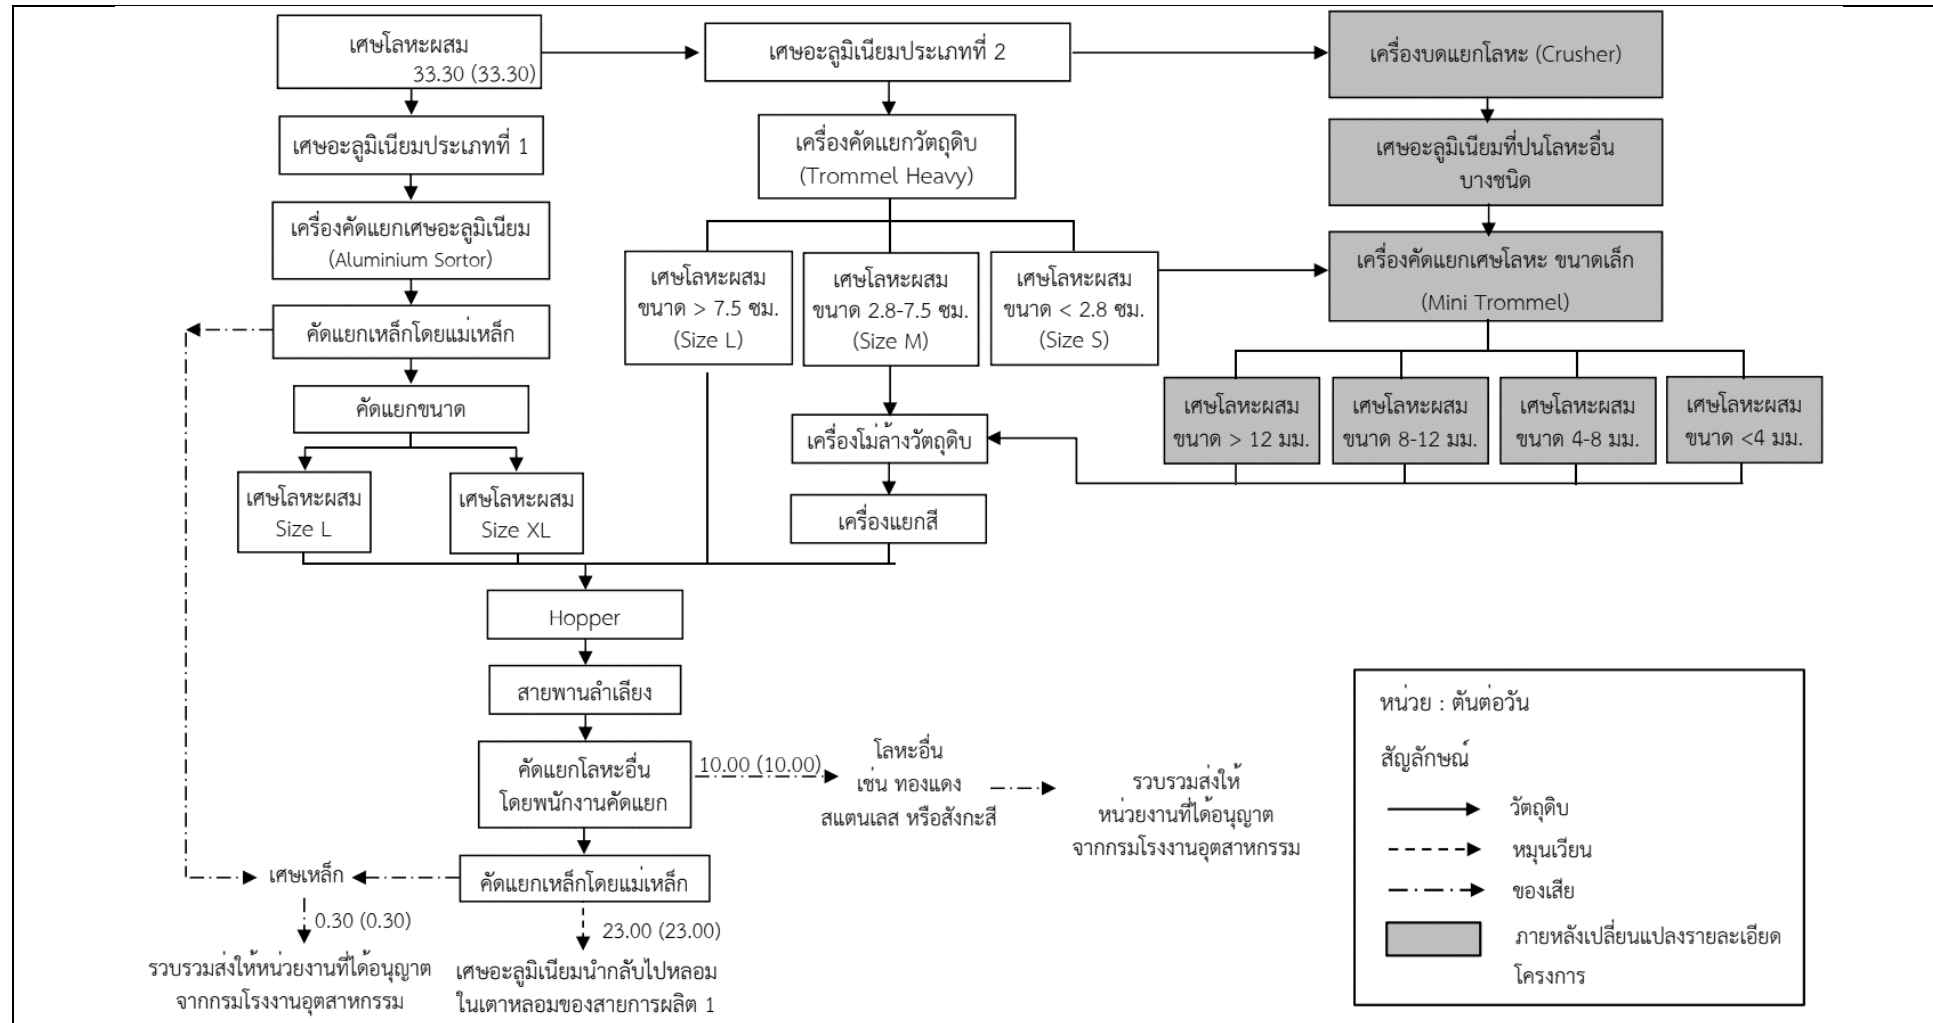 เศษโลหะผสม
33.30 (33.30)
เศษอะลูมิเนียมประเภทที่ 2
เครื่องบดแยกโลหะ (Crusher)
เศษอะลูมิเนียมประเภทที่ 1
เครื่องคัดแยกวัตถุดิบ
(Trommel Heavy)
เศษอะลูมิเนียมที่ปนโลหะอื่น
บางชนิด
เครื่องคัดแยกเศษอะลูมิเนียม
(Aluminium Sortor)
เศษโลหะผสม
ขนาด > 7.5 ซม.
(Size L)
เศษโลหะผสม
ขนาด 2.8-7.5 ซม.
(Size M)
เศษโลหะผสม
ขนาด < 2.8 ซม.
(Size S)
เครื่องคัดแยกเศษโลหะ ขนาดเล็ก
(Mini Trommel)
คัดแยกเหล็กโดยแม่เหล็ก
คัดแยกขนาด
เศษโลหะผสม
ขนาด > 12 มม.
เศษโลหะผสม
ขนาด 8-12 มม.
เศษโลหะผสม
ขนาด 4-8 มม.
เศษโลหะผสม
ขนาด <4 มม.
เครื่องโม่ล้างวัตถุดิบ
เศษโลหะผสม
Size L
เศษโลหะผสม
Size XL
เครื่องแยกสี
Hopper
สายพานลำเลียง
คัดแยกโลหะอื่น
โดยพนักงานคัดแยก
10.00 (10.00)
โลหะอื่น
เช่น ทองแดง
สแตนเลส หรือสังกะสี
รวบรวมส่งให้
หน่วยงานที่ได้อนุญาต
จากกรมโรงงานอุตสาหกรรม
เศษเหล็ก
คัดแยกเหล็กโดยแม่เหล็ก
0.30 (0.30)
23.00 (23.00)
รวบรวมส่งให้หน่วยงานที่ได้อนุญาต
จากกรมโรงงานอุตสาหกรรม
เศษอะลูมิเนียมนำกลับไปหลอม
ในเตาหลอมของสายการผลิต 1
หน่วย : ตันต่อวัน
สัญลักษณ์
วัตถุดิบ
หมุนเวียน
ของเสีย
ภายหลังเปลี่ยนแปลงรายละเอียด
โครงการ